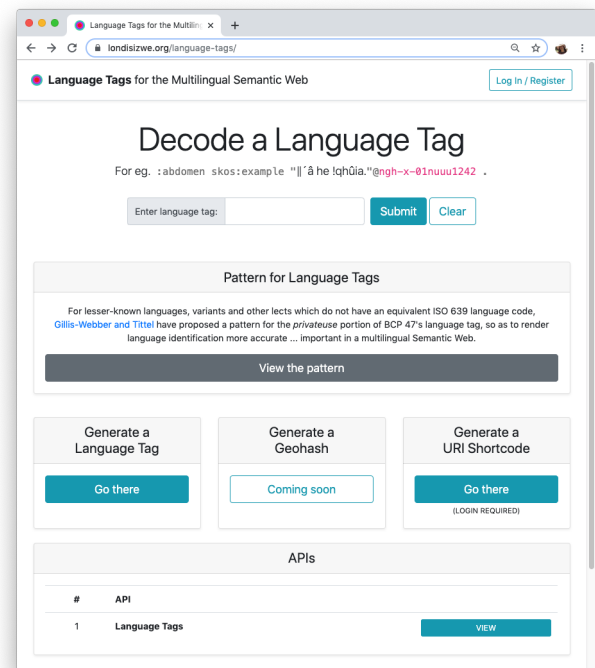 Language Tags for the Multiling
londisizwe.org/language-tags/
Language Tags for the Multilingual Semantic Web
Log In / Register
Decode a Language Tag
For eg. :abdomen skos:example "ǁ´â he !qhûia."@ngh-x-01nuuu1242 .
Enter language tag:
Submit
Clear
Pattern for Language Tags
For lesser-known languages, variants and other lects which do not have an equivalent ISO 639 language code,
Gillis-Webber and Tittel have proposed a pattern for the privateuse portion of BCP 47's language tag, so as to render
language identification more accurate ... important in a multilingual Semantic Web.
View the pattern
Generate a
Language Tag
Go there
Generate a
Geohash
Coming soon
Generate a
URI Shortcode
Go there
(LOGIN REQUIRED)
APIs
# API
1 Language Tags VIEW